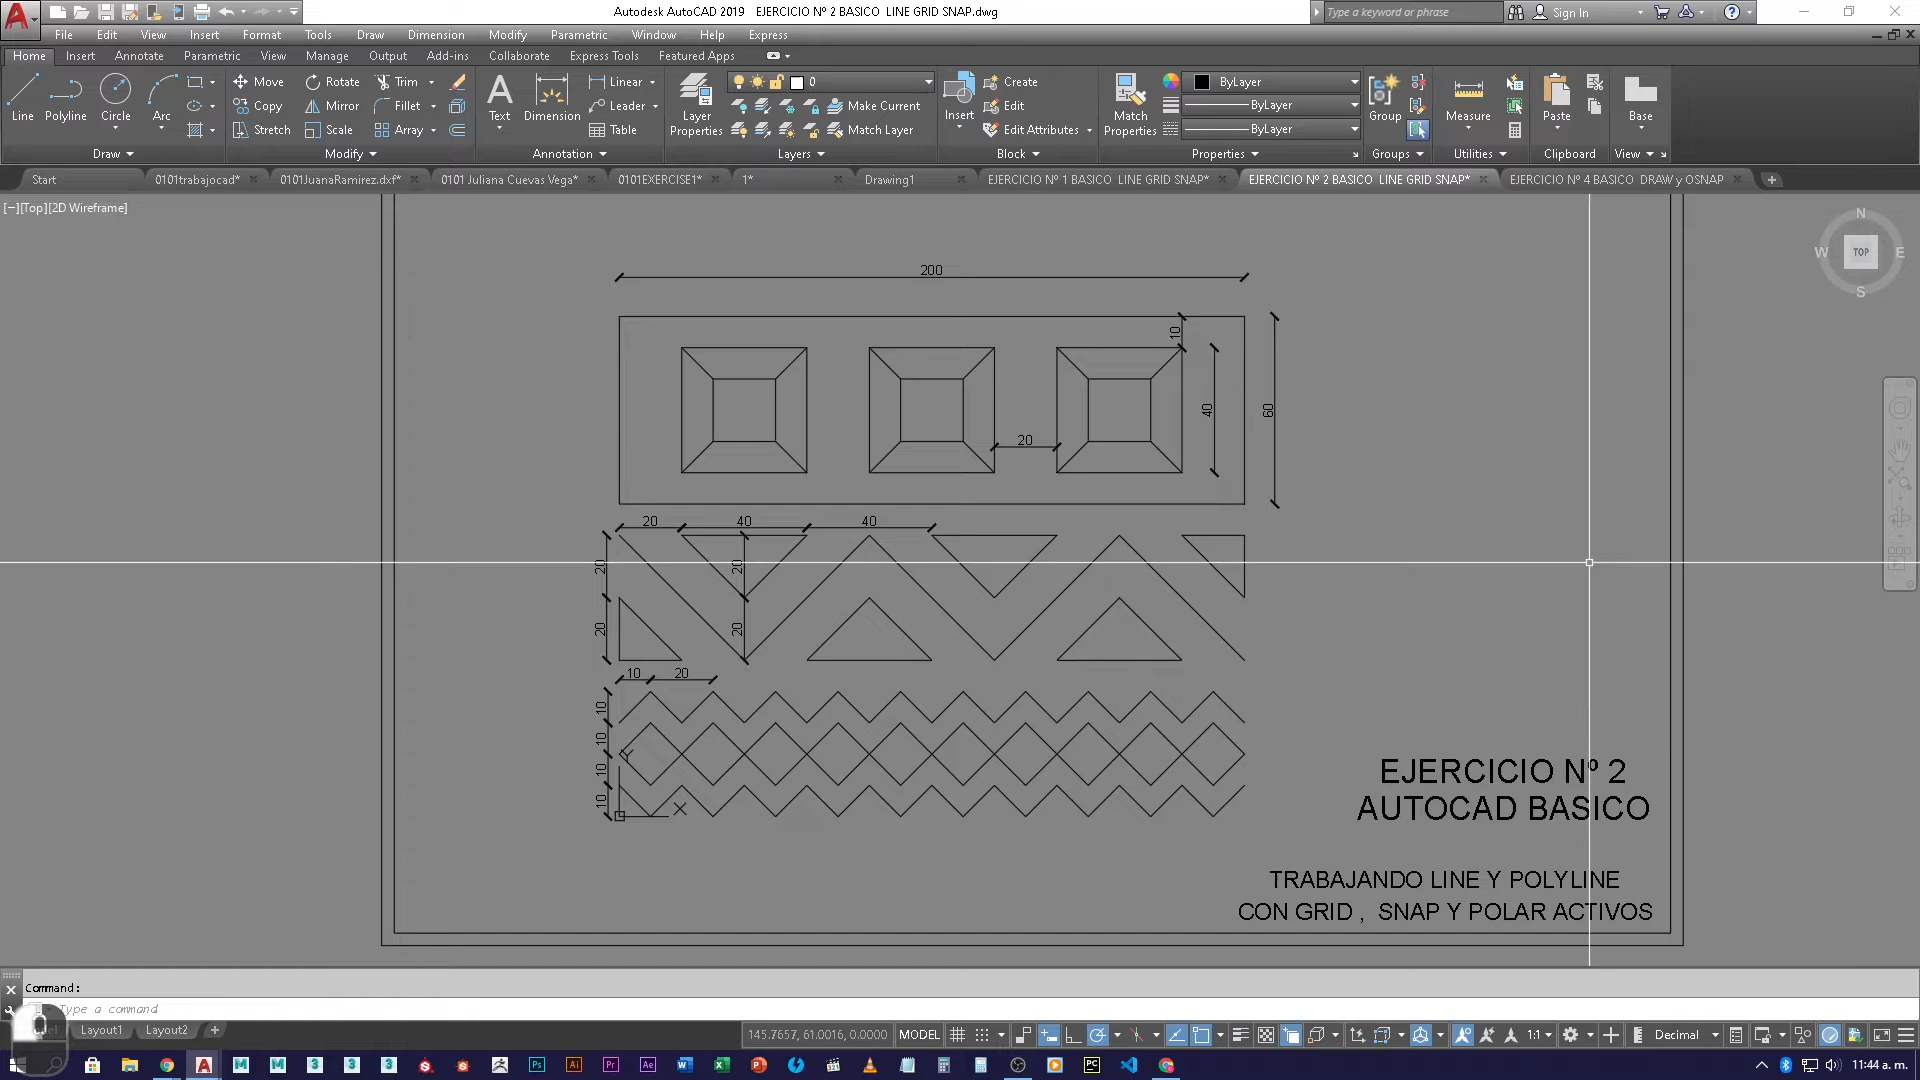 Autodesk AutoCAD 2019 EJERCICIO Nº 2 BASICO LINE GRID SNAP.dwg
Type a keyword or phrase
Sign In
File Edit View Insert Format Tools Draw Dimension Modify Parametric Window Help Express
Home Insert Annotate Parametric View Manage Output Add-ins Collaborate Express Tools Featured Apps
Line Polyline Circle Arc
Move Rotate Trim
Copy Mirror Fillet
Stretch Scale Array
Text Dimension
Linear
Leader
Table
Layer Properties
0
Make Current
Match Layer
Insert
Create
Edit
Edit Attributes
Match Properties
ByLayer
ByLayer
ByLayer
Group
Measure
Paste
Base
Draw Modify Annotation Layers Block Properties Groups Utilities Clipboard View
Start 0101trabajocad* 0101JuanaRamirez.dxf* 0101 Juliana Cuevas Vega* 0101EXERCISE1* 1* Drawing1 EJERCICIO Nº 1 BASICO LINE GRID SNAP* EJERCICIO Nº 2 BASICO LINE GRID SNAP* EJERCICIO Nº 4 BASICO DRAW y OSNAP
[−][Top][2D Wireframe]
N
W TOP E
S
200
10
40
60
20
20 40 40
20
20
20
20
10 20
10
10
10
10
Y
X
EJERCICIO Nº 2
AUTOCAD BASICO
TRABAJANDO LINE Y POLYLINE
CON GRID , SNAP Y POLAR ACTIVOS
Command:
Type a command
Layout1 Layout2
145.7657, 61.0016, 0.0000 MODEL 1:1 Decimal
M M 3 3 3 Ps Ai Pr Ae PC
11:44 a. m.